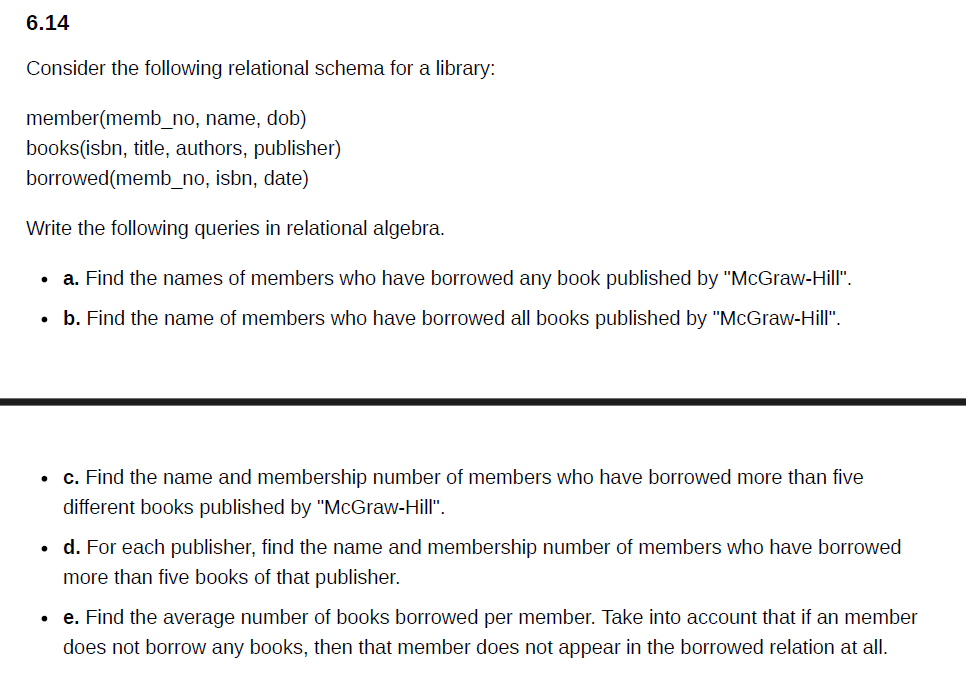 6.14
Consider the following relational schema for a library:
member(memb_no, name, dob)
books(isbn, title, authors, publisher)
borrowed(memb_no, isbn, date)
Write the following queries in relational algebra.
• a. Find the names of members who have borrowed any book published by "McGraw-Hill".
• b. Find the name of members who have borrowed all books published by "McGraw-Hill".
• c. Find the name and membership number of members who have borrowed more than five
different books published by "McGraw-Hill".
• d. For each publisher, find the name and membership number of members who have borrowed
more than five books of that publisher.
• e. Find the average number of books borrowed per member. Take into account that if an member
does not borrow any books, then that member does not appear in the borrowed relation at all.